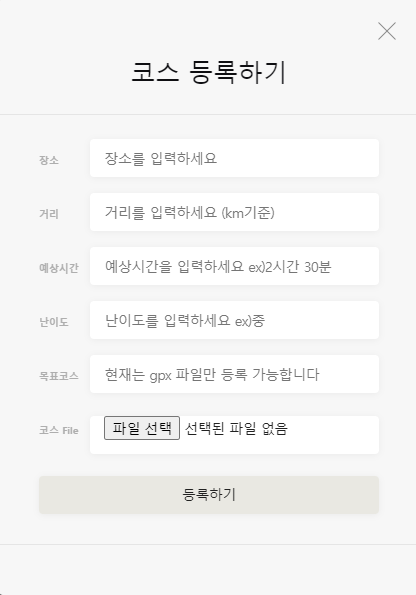 코스 등록하기
장소 장소를 입력하세요
거리 거리를 입력하세요 (km기준)
예상시간 예상시간을 입력하세요 ex)2시간 30분
난이도 난이도를 입력하세요 ex)중
목표코스 현재는 gpx 파일만 등록 가능합니다
코스 File 파일 선택 선택된 파일 없음
등록하기